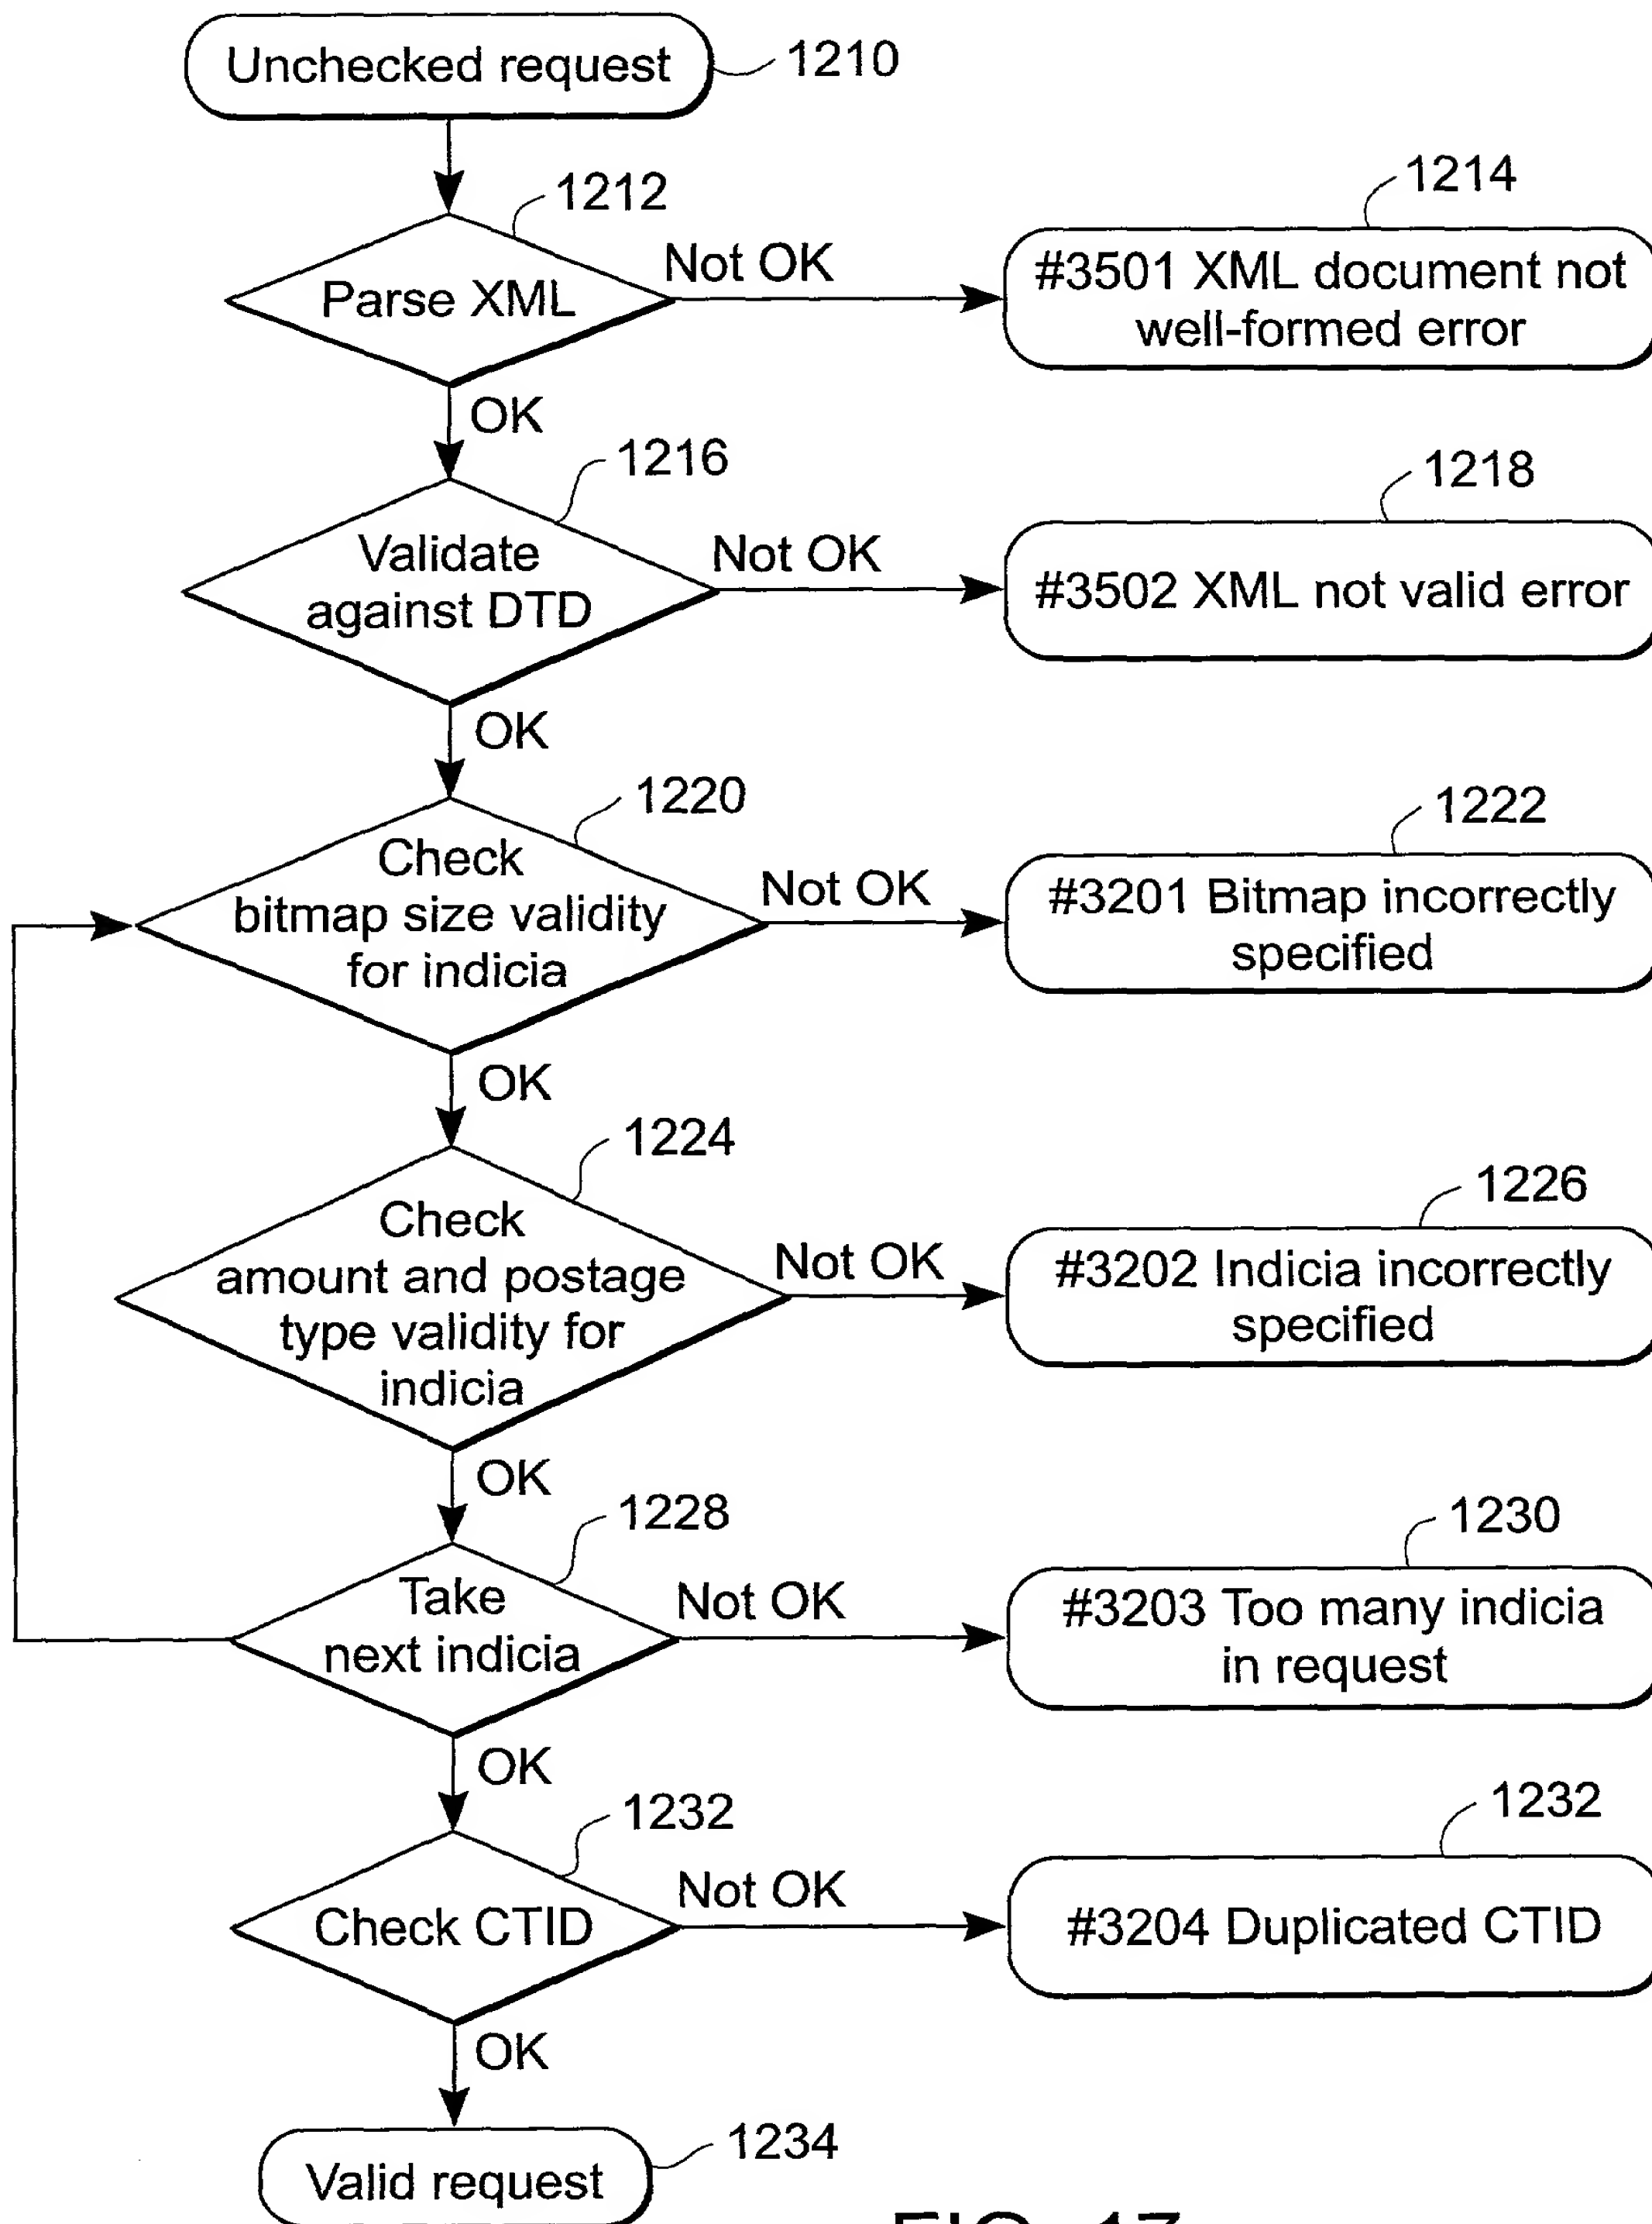 Unchecked request
1210
1212
1214
Parse XML
Not OK
#3501 XML document not
well-formed error
OK
1216
1218
Validate
against DTD
Not OK
#3502 XML not valid error
OK
1220
1222
Check
bitmap size validity
for indicia
Not OK
#3201 Bitmap incorrectly
specified
OK
1224
1226
Check
amount and postage
type validity for
indicia
Not OK
#3202 Indicia incorrectly
specified
OK
1228
1230
Take
next indicia
Not OK
#3203 Too many indicia
in request
OK
1232
1232
Check CTID
Not OK
#3204 Duplicated CTID
OK
1234
Valid request
FIG. 17